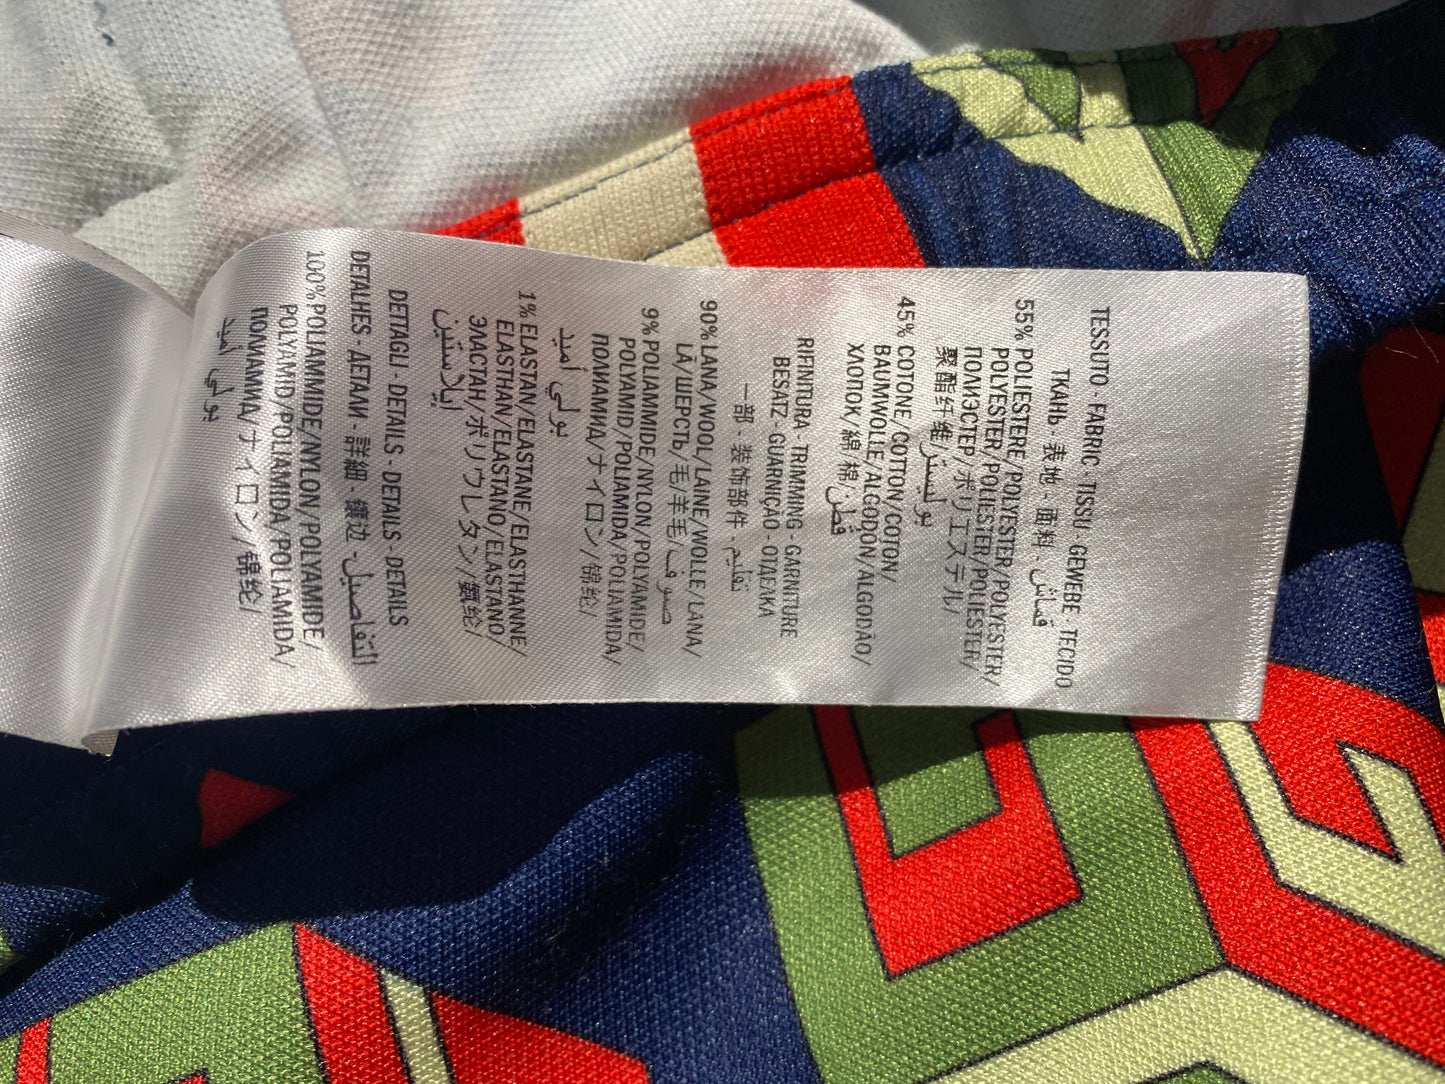 TESSUTO - FABRIC - TISSU - GEWEBE - TECIDO
ТКАНЬ - 表地 - 面料 - قماش
55% POLIESTERE/POLYESTER/POLYESTER/
POLYESTER/POLIESTER/POLIESTER/
ПОЛИЭСТЕР/ポリエステル/
聚酯纤维/بوليستر
45% COTONE/COTTON/COTON/
BAUMWOLLE/ALGODÓN/ALGODÃO/
ХЛОПОК/綿/棉/قطن
RIFINITURA - TRIMMING - GARNITURE
BESATZ - GUARNIÇAO - ОТДЕЛКА
一部 - 装饰部件 - تقليم
90% LANA/WOOL/LAINE/WOLLE/LANA/
LÃ/ШЕРСТЬ/毛/羊毛/صوف
9% POLIAMMIDE/NYLON/POLYAMIDE/
POLYAMID/POLIAMIDA/POLIAMIDA/
ПОЛИАМИД/ナイロン/锦纶/
بولي أميد
1% ELASTAN/ELASTANE/ELASTHANNE/
ELASTHAN/ELASTANO/ELASTANO/
ЭЛАСТАН/ポリウレタン/氨纶/
إيلاستين
DETTAGLI - DETAILS - DETAILS - DETAILS
DETALHES - ДЕТАЛИ - 詳細 - 镶边 - التفاصيل
100% POLIAMMIDE/NYLON/POLYAMIDE/
POLYAMID/POLIAMIDA/POLIAMIDA/
ПОЛИАМИД/ナイロン/锦纶/
بولي أميد